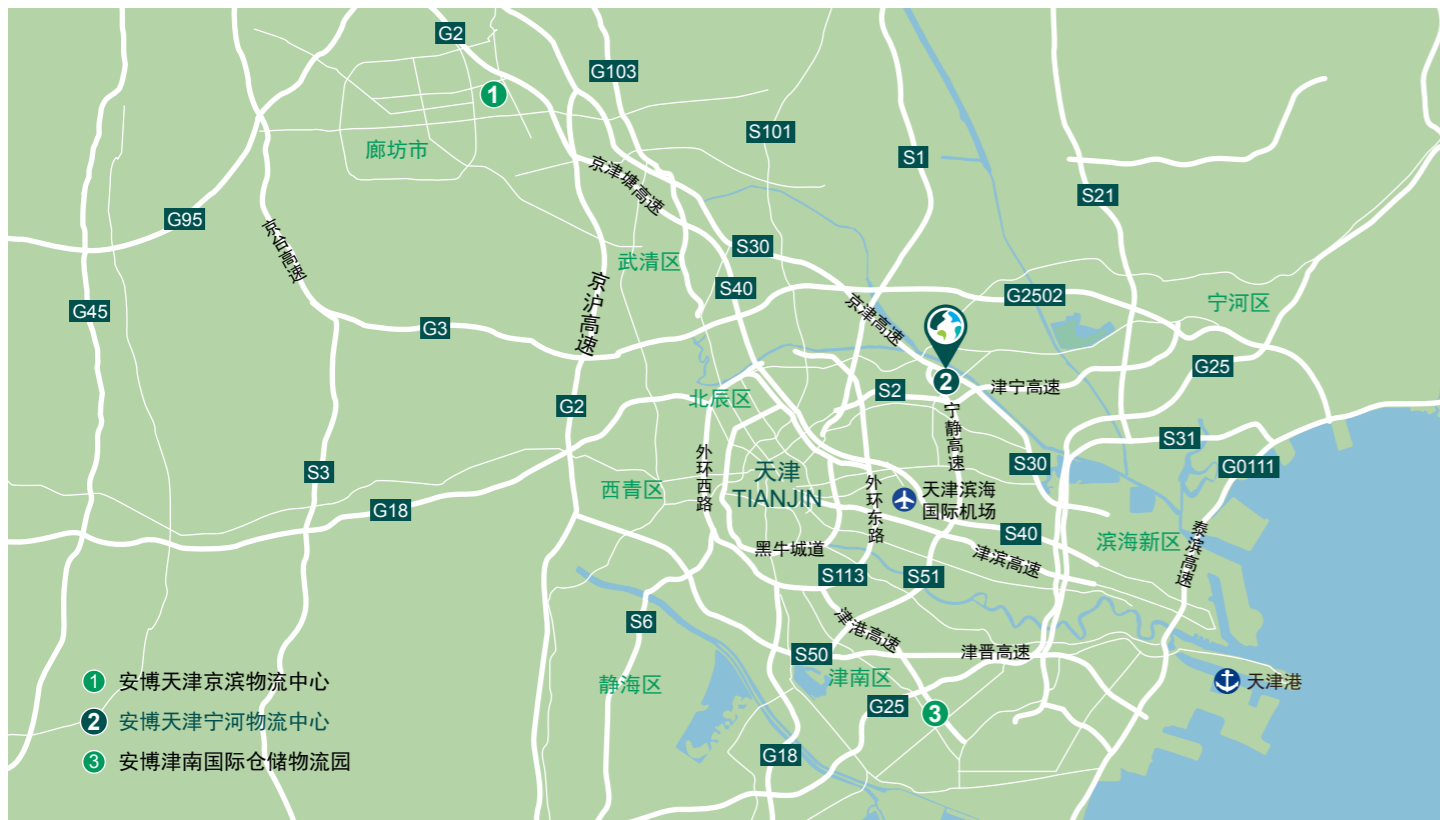 G2
G103
1
S101
廊坊市
S1
京津塘高速
S21
G95
京台高速
S30
武清区
京沪高速
S40
G2502
宁河区
G45
京津高速
G3
G25
2
津宁高速
S2
北辰区
G2
宁静高速
S31
外环西路
S30
G0111
S3
天津
TIANJIN
西青区
外环东路
天津滨海
国际机场
G18
S40
滨海新区
泰滨高速
黑牛城道
津滨高速
S113
S51
S6
津港高速
S50
津晋高速
静海区
津南区
天津港
G25
3
G18
1 安博天津京滨物流中心
2 安博天津宁河物流中心
3 安博津南国际仓储物流园